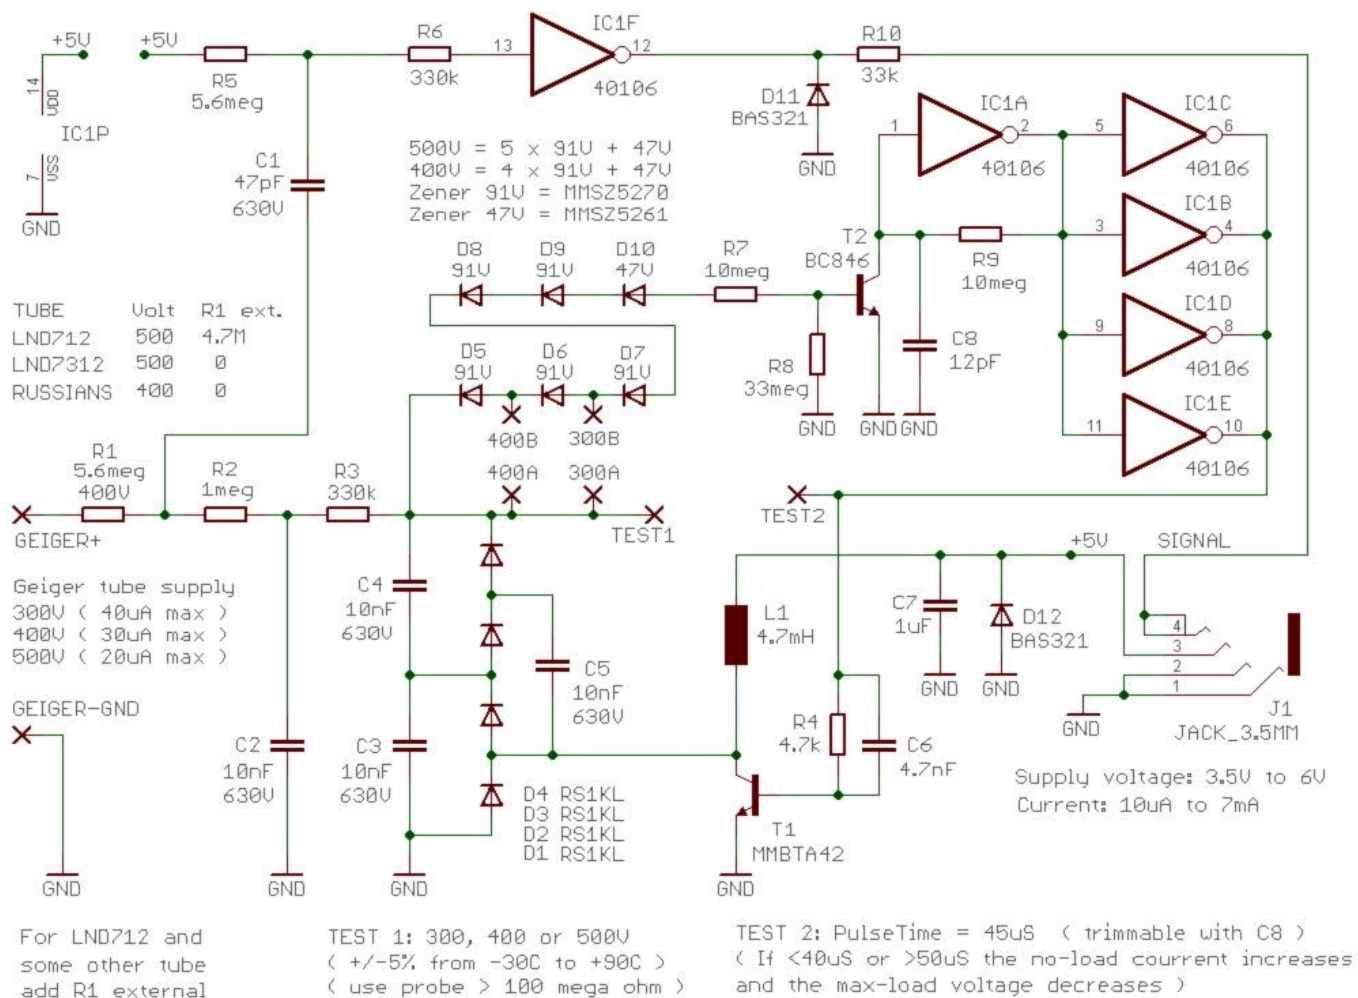 +5V
+5V
14
VDD
IC1P
7
VSS
GND
R5
5.6meg
R6
330k
13
IC1F
12
40106
R10
33k
D11
BAS321
GND
C1
47pF
630V
500V = 5 x 91V + 47V
400V = 4 x 91V + 47V
Zener 91V = MMSZ5270
Zener 47V = MMSZ5261
1
IC1A
2
40106
5
IC1C
6
40106
3
IC1B
4
40106
9
IC1D
8
40106
11
IC1E
10
40106
T2
BC846
R9
10meg
C8
12pF
D8
91V
D9
91V
D10
47V
R7
10meg
R8
33meg
GND
GND
GND
TUBE Volt R1 ext.
LND712 500 4.7M
LND7312 500 0
RUSSIANS 400 0
D5
91V
D6
91V
D7
91V
400B
300B
400A
300A
R1
5.6meg
400V
R2
1meg
R3
330k
GEIGER+
TEST1
TEST2
Geiger tube supply
300V ( 40uA max )
400V ( 30uA max )
500V ( 20uA max )
C4
10nF
630V
C5
10nF
630V
L1
4.7mH
+5V
SIGNAL
C7
1uF
GND
D12
BAS321
GND
4
3
2
1
GND
J1
JACK_3.5MM
GEIGER-GND
GND
C2
10nF
630V
GND
C3
10nF
630V
GND
D4 RS1KL
D3 RS1KL
D2 RS1KL
D1 RS1KL
R4
4.7k
C6
4.7nF
T1
MMBTA42
GND
Supply voltage: 3.5V to 6V
Current: 10uA to 7mA
For LND712 and
some other tube
add R1 external
TEST 1: 300, 400 or 500V
( +/-5% from -30C to +90C )
( use probe > 100 mega ohm )
TEST 2: PulseTime = 45uS ( trimmable with C8 )
( If <40uS or >50uS the no-load courrent increases
and the max-load voltage decreases )